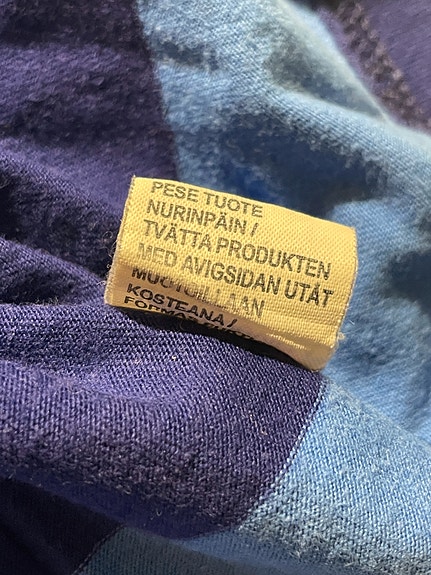 PESE TUOTE
NURINPÄIN /
TVÄTTA PRODUKTEN
MED AVIGSIDAN UTÅT
MUOTOILLAAN
KOSTEANA /